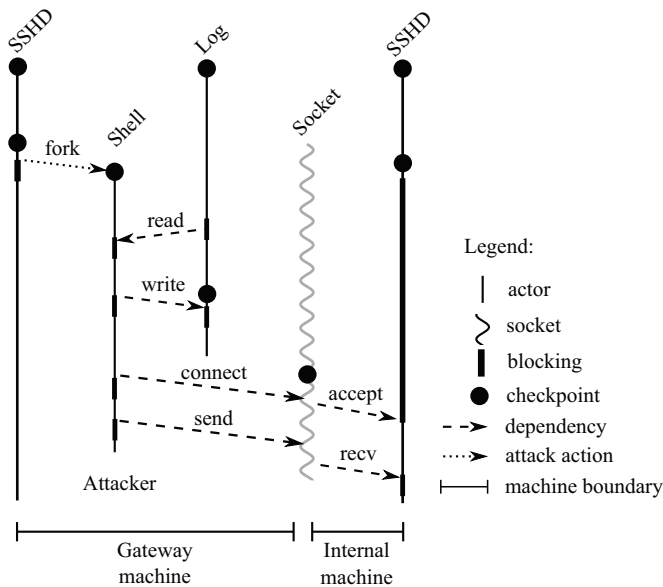 SSHD
Log
SSHD
Shell
Socket
fork
read
write
connect
accept
send
recv
Attacker
Legend:
actor
socket
blocking
checkpoint
dependency
attack action
machine boundary
Gateway
machine
Internal
machine